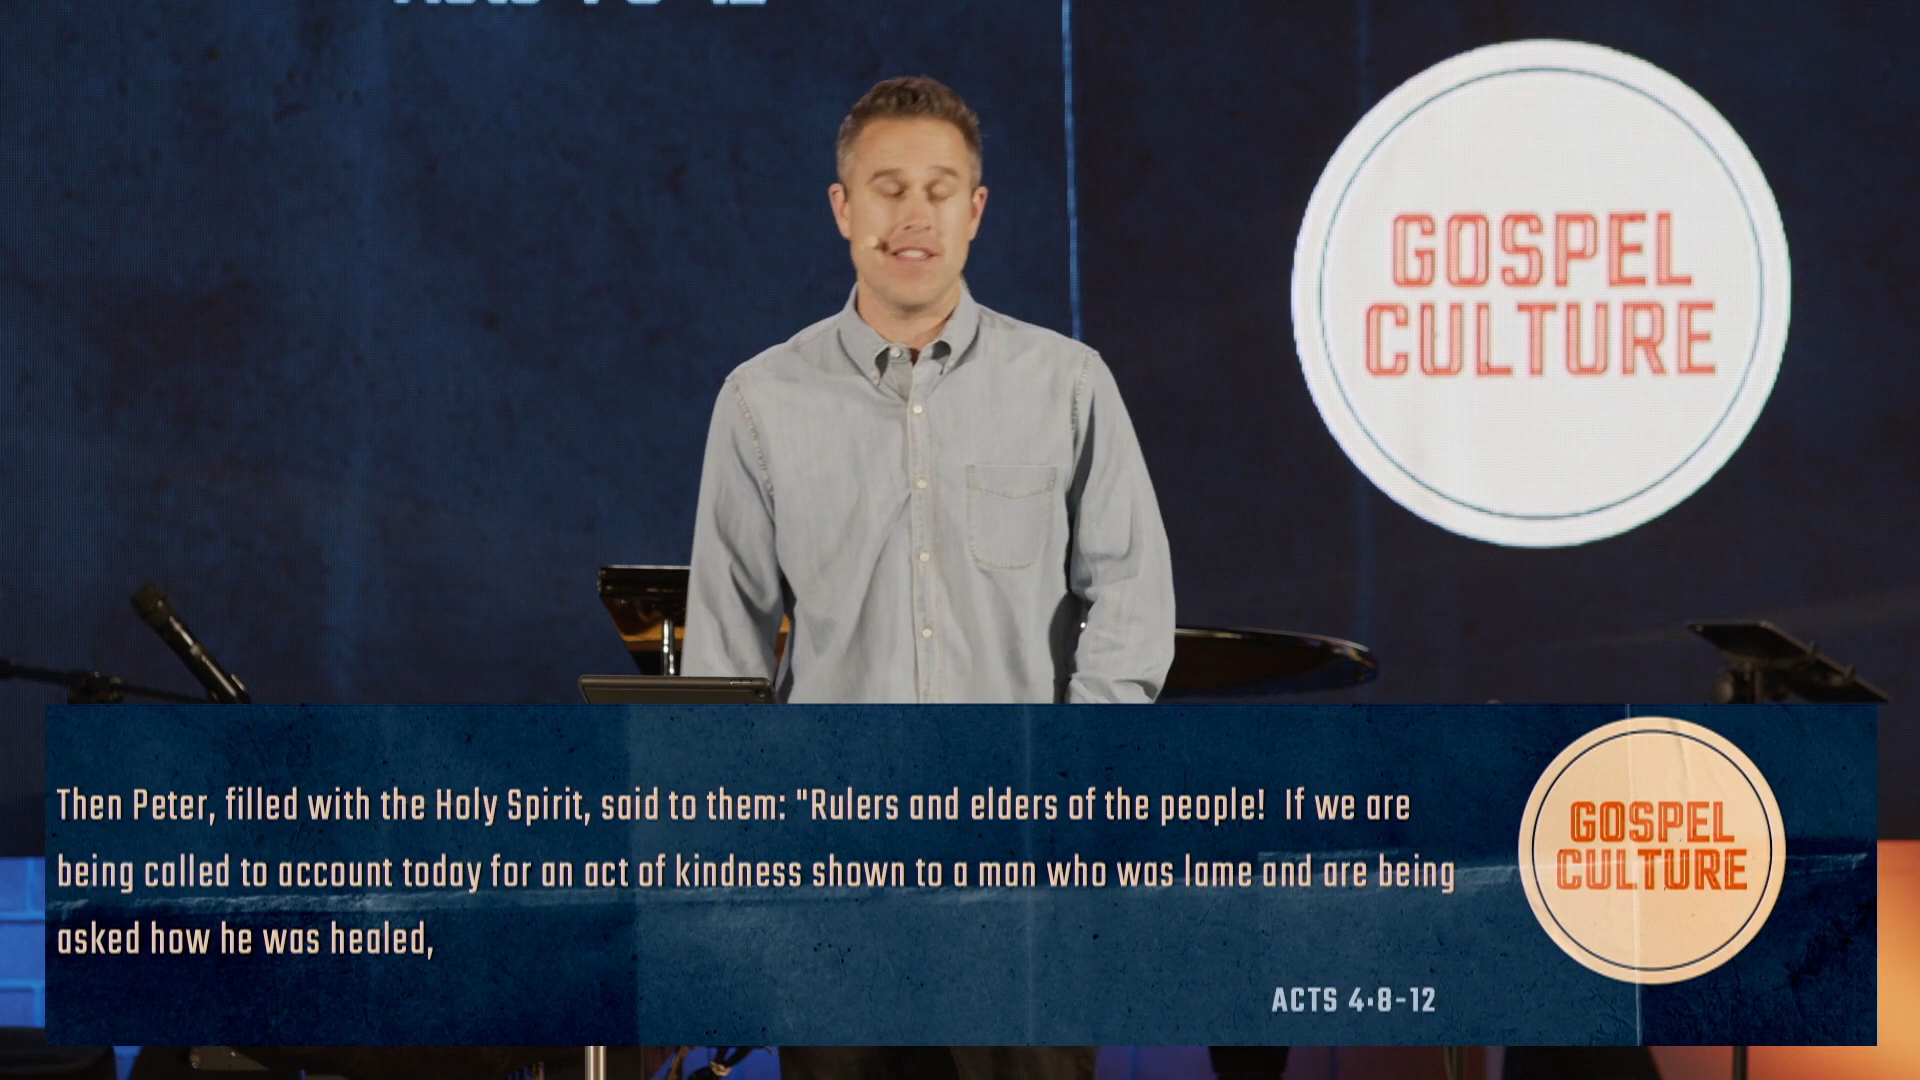 GOSPEL
CULTURE
Then Peter, filled with the Holy Spirit, said to them: "Rulers and elders of the people!  If we are
being called to account today for an act of kindness shown to a man who was lame and are being
asked how he was healed,
GOSPEL
CULTURE
ACTS 4:8-12